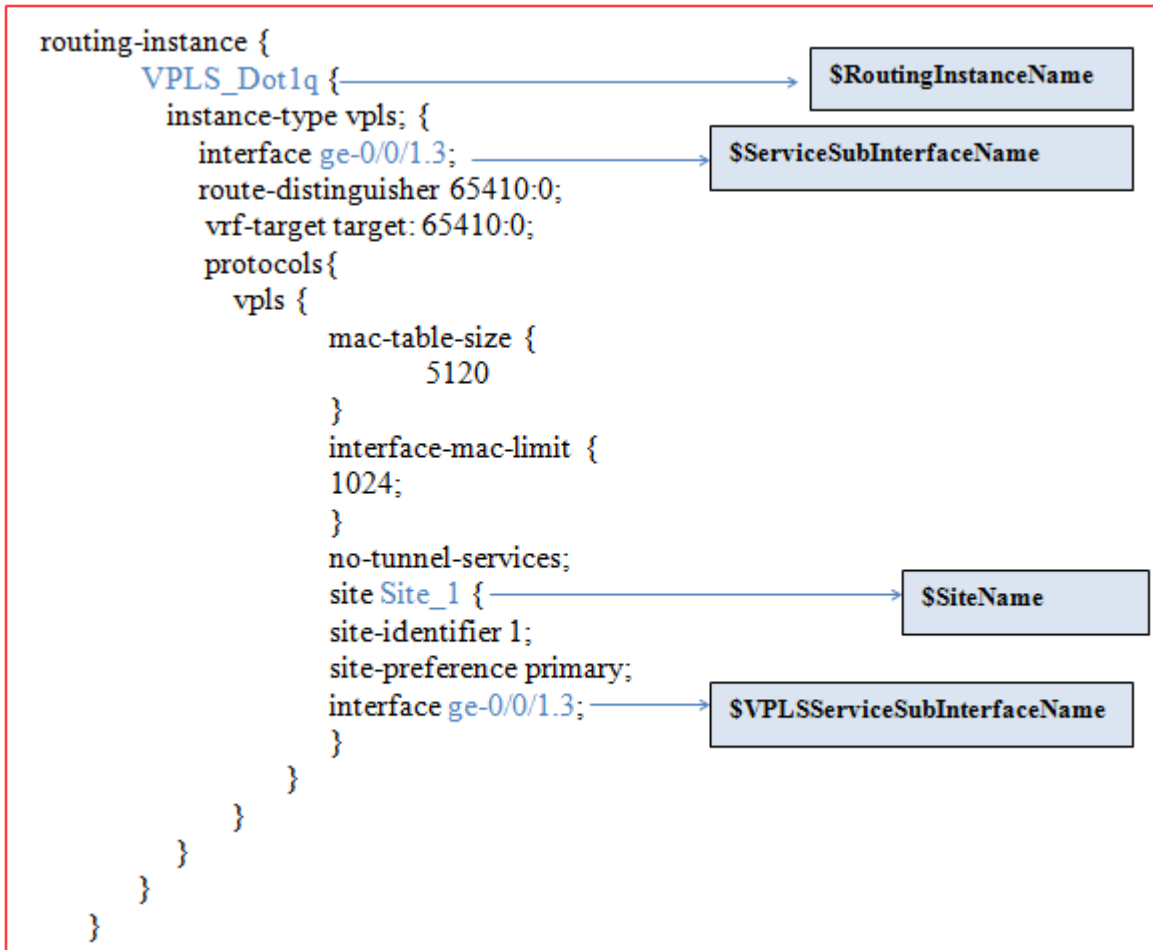 routing-instance {
VPLS_Dot1q { $RoutingInstanceName
instance-type vpls; {
interface ge-0/0/1.3; $ServiceSubInterfaceName
route-distinguisher 65410:0;
vrf-target target: 65410:0;
protocols{
vpls {
mac-table-size {
5120
}
interface-mac-limit {
1024;
}
no-tunnel-services;
site Site_1 { $SiteName
site-identifier 1;
site-preference primary;
interface ge-0/0/1.3; $VPLSServiceSubInterfaceName
}
}
}
}
}
}